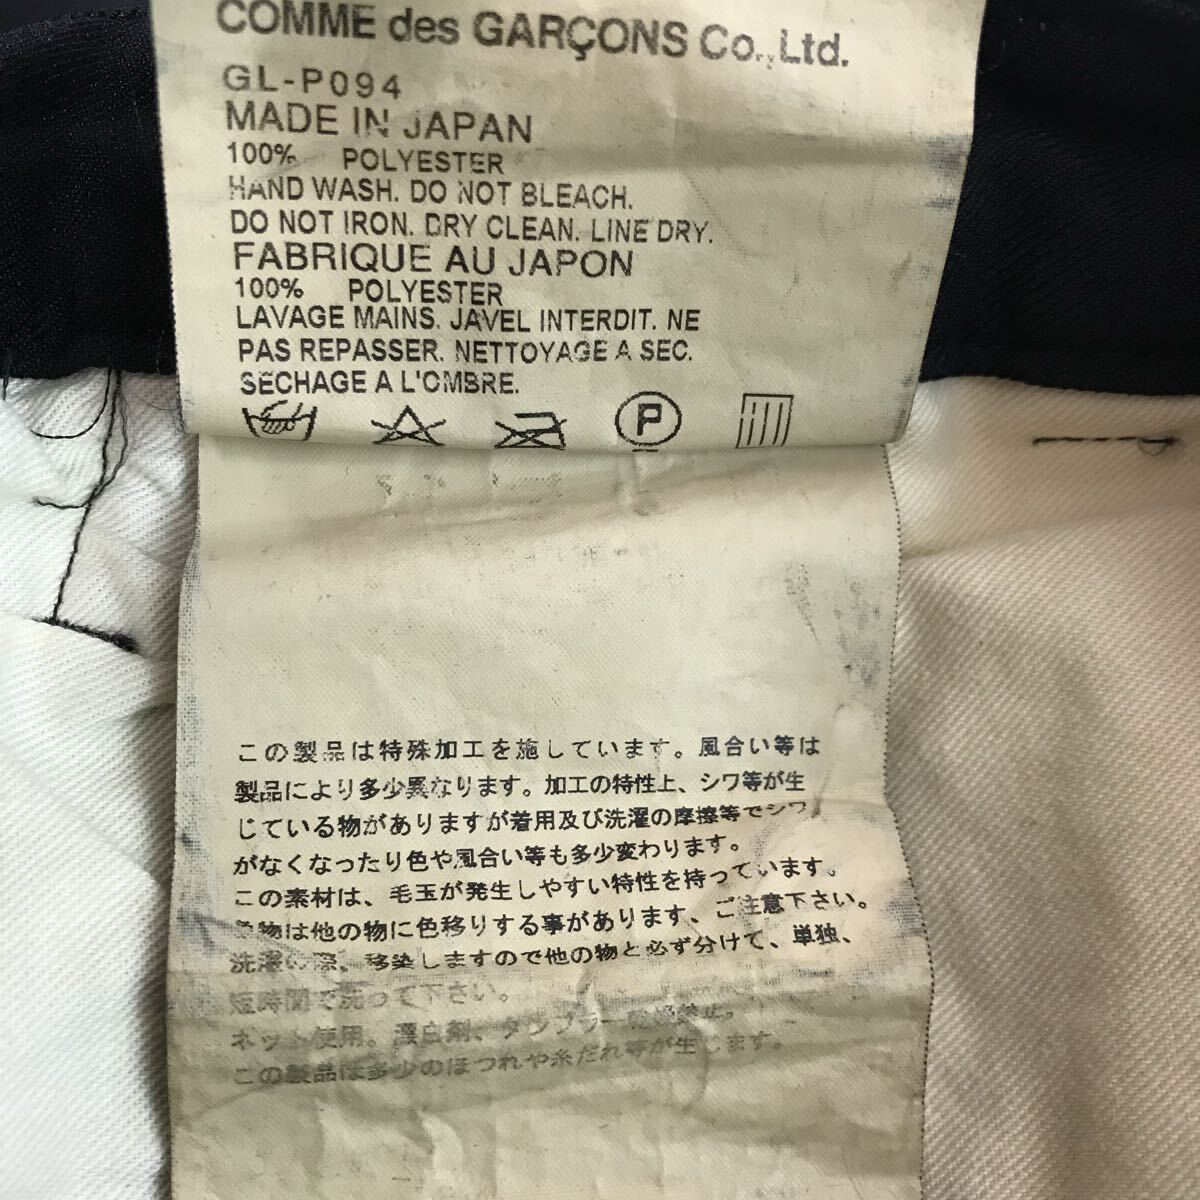 COMME des GARÇONS Co., Ltd.
GL-P094
MADE IN JAPAN
100% POLYESTER
HAND WASH. DO NOT BLEACH.
DO NOT IRON. DRY CLEAN. LINE DRY.
FABRIQUE AU JAPON
100% POLYESTER
LAVAGE MAINS. JAVEL INTERDIT. NE
PAS REPASSER. NETTOYAGE A SEC.
SECHAGE A L'OMBRE.
P
この製品は特殊加工を施しています。風合い等は
製品により多少異なります。加工の特性上、シワ等が生
じている物がありますが着用及び洗濯の摩擦等でシワ
がなくなったり色や風合い等も多少変わります。
この素材は、毛玉が発生しやすい特性を持っています。
物は他の物に色移りする事があります、ご注意下さい。
洗濯の際、移染しますので他の物と必ず分けて、単独、
短時間で洗って下さい。
ネット使用。漂白剤、タンブラー乾燥禁止。
この製品は多少のほつれや糸だれ等が生じます。